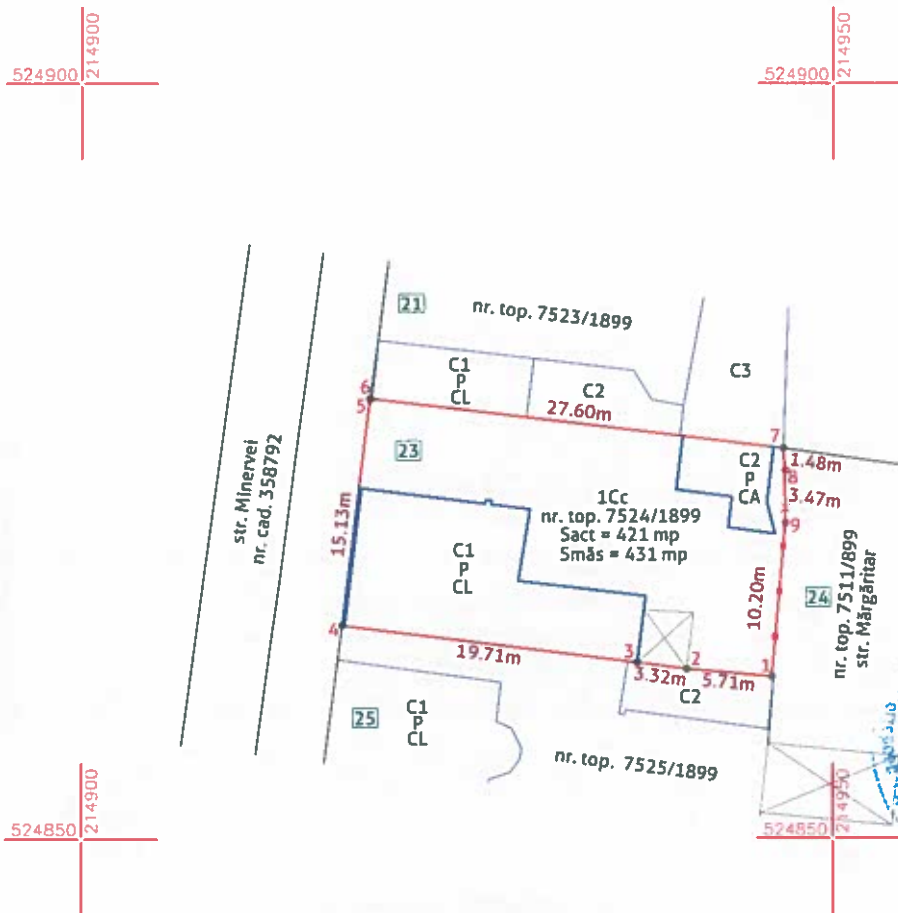 524900
214900
524900
214950
21
nr. top. 7523/1899
C1
P
CL
C2
C3
6
5
27.60m
7
str. Minervei
nr. cad. 358792
23
C2
P
CA
1.48m
8
3.47m
9
15.13m
1Cc
nr. top. 7524/1899
Sact = 421 mp
Smăs = 431 mp
C1
P
CL
10.20m
24
nr. top. 7511/899
str. Mărgăritar
4
19.71m
3
3.32m
2
5.71m
1
C2
25
C1
P
CL
nr. top. 7525/1899
524850
214900
524850
214950